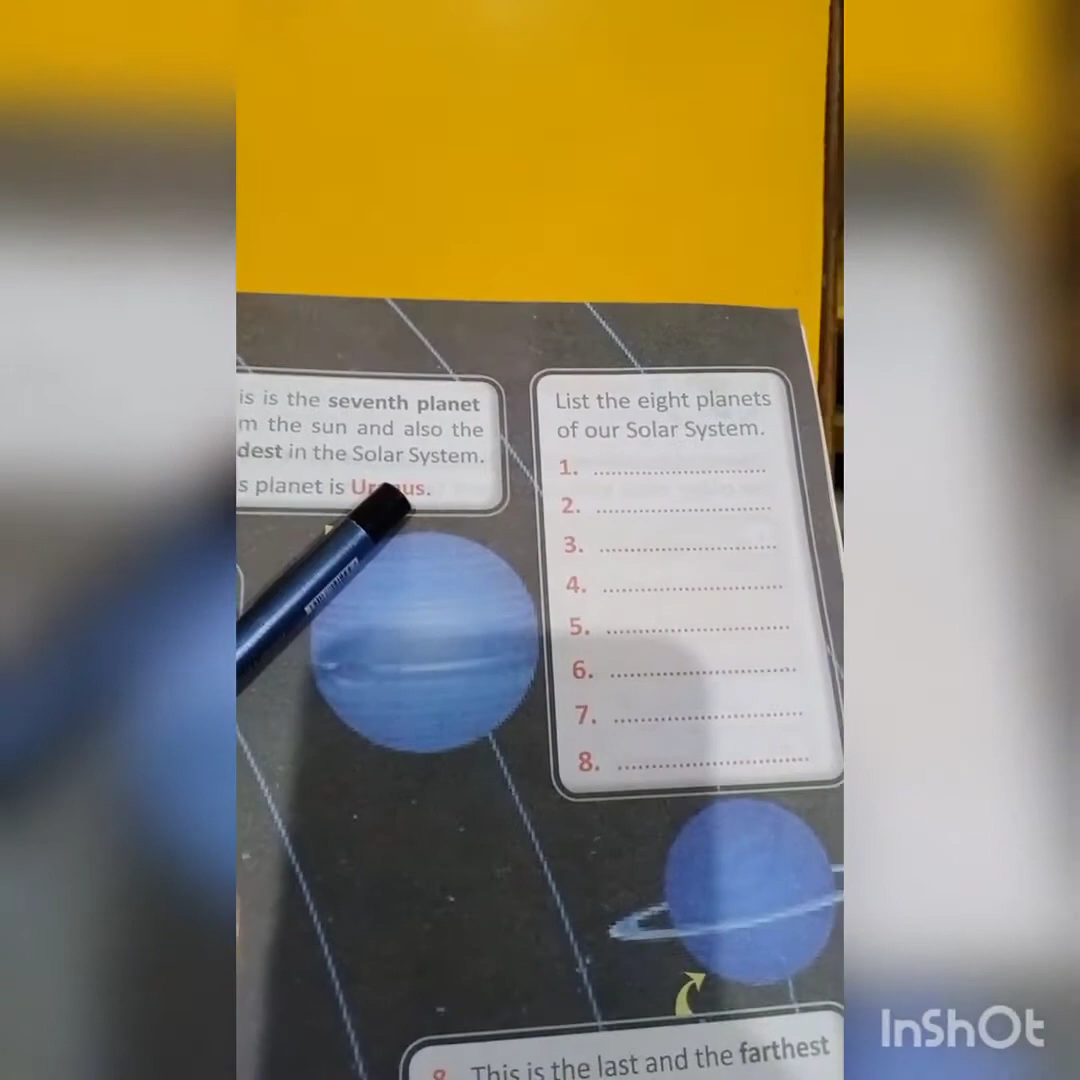 is is the seventh planet
m the sun and also the
dest in the Solar System.
s planet is Uranus.
List the eight planets
of our Solar System.
1. ............................
2. ............................
3. ............................
4. ............................
5. ............................
6. ............................
7. ............................
8. ............................
8. This is the last and the farthest
InShOt